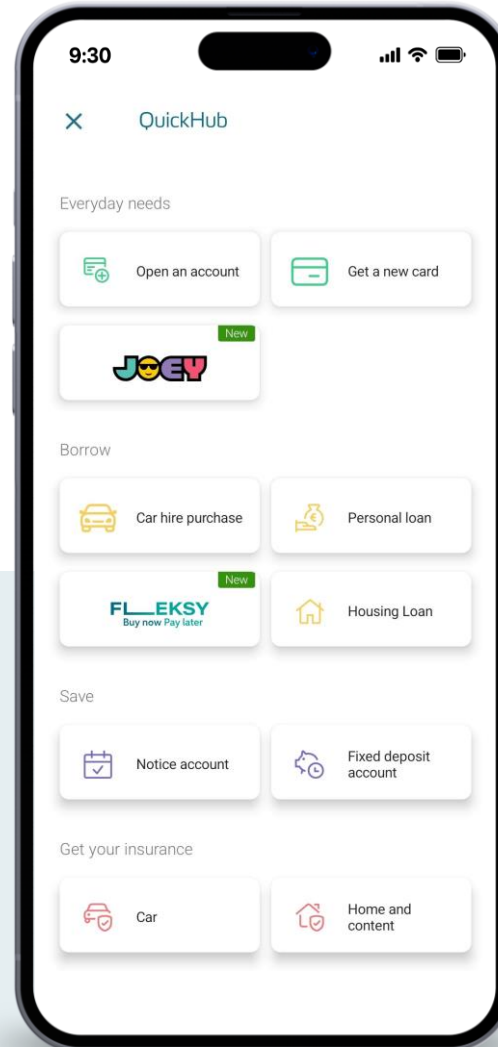 9:30
QuickHub
Everyday needs
Open an account
Get a new card
New
JOEY
Borrow
Car hire purchase
Personal loan
New
FL_EKSY
Buy now Pay later
Housing Loan
Save
Notice account
Fixed deposit
account
Get your insurance
Car
Home and
content